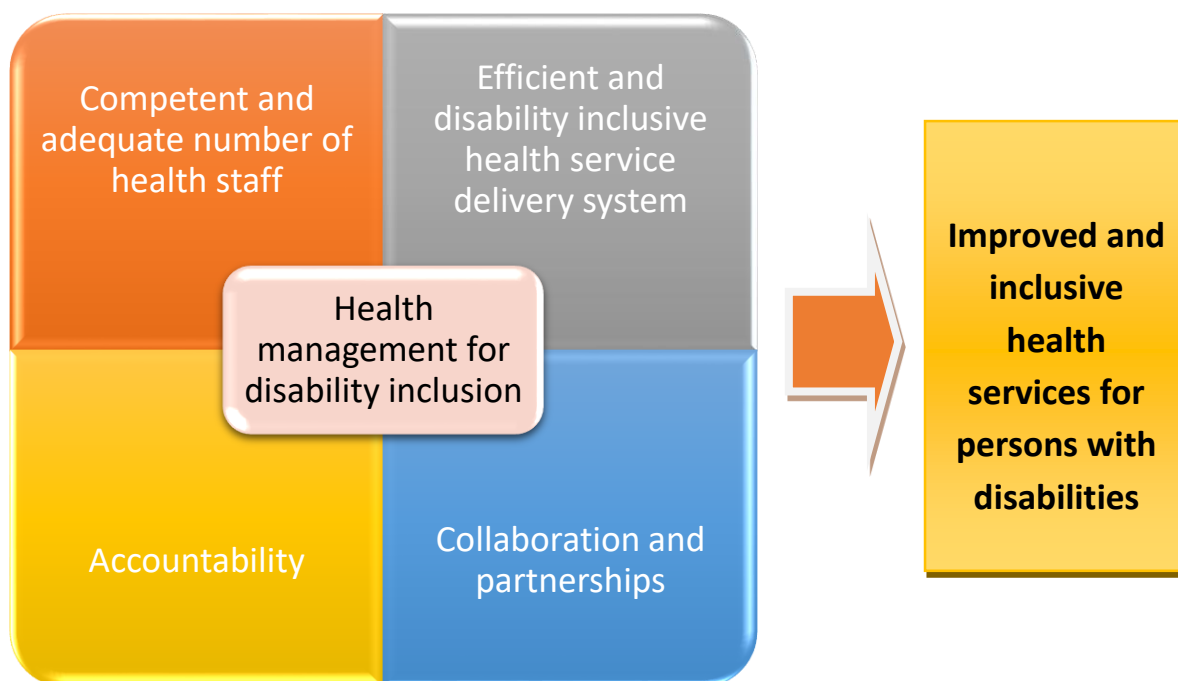 Competent and
adequate number of
health staff
Efficient and
disability inclusive
health service
delivery system
Health
management for
disability inclusion
Accountability
Collaboration and
partnerships
Improved and
inclusive
health
services for
persons with
disabilities